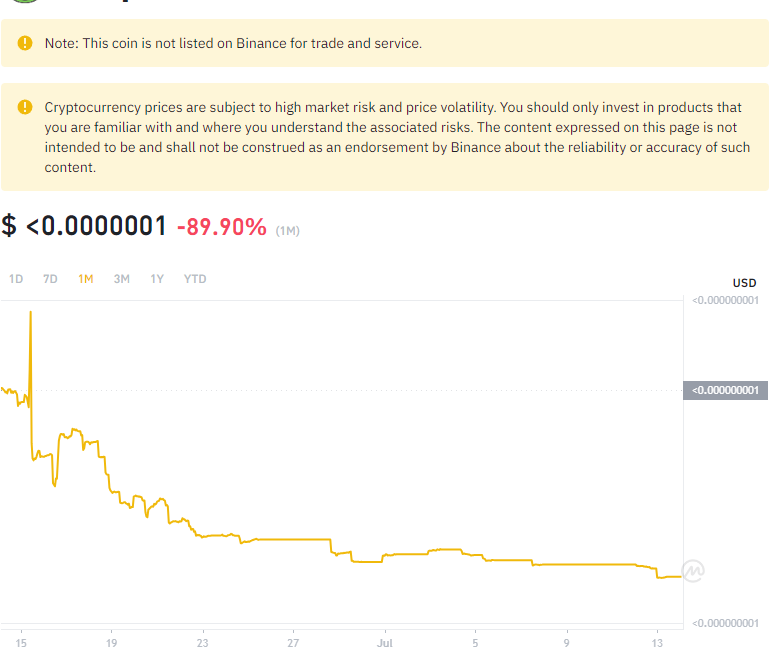 Note: This coin is not listed on Binance for trade and service.
Cryptocurrency prices are subject to high market risk and price volatility. You should only invest in products that
you are familiar with and where you understand the associated risks. The content expressed on this page is not
intended to be and shall not be construed as an endorsement by Binance about the reliability or accuracy of such
content.
$ <0.0000001 -89.90% (1M)
1D 7D 1M 3M 1Y YTD
USD
<0.000000001
<0.000000001
<0.000000001
15 19 23 27 Jul 5 9 13